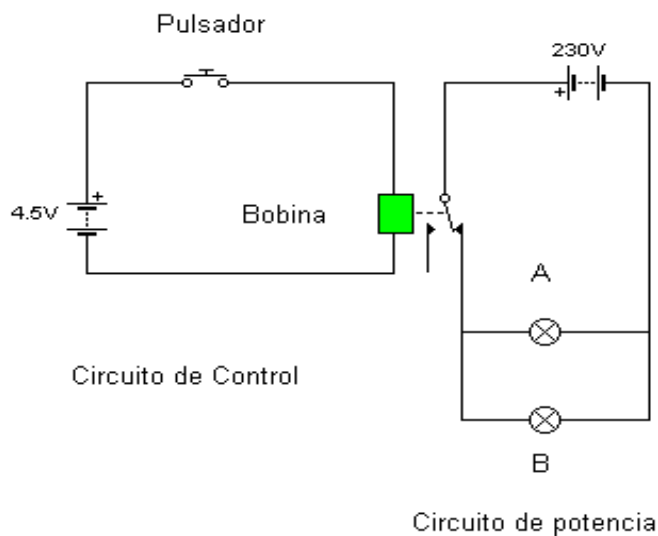 Pulsador
230V
+
+
4.5V
Bobina
A
Circuito de Control
B
Circuito de potencia